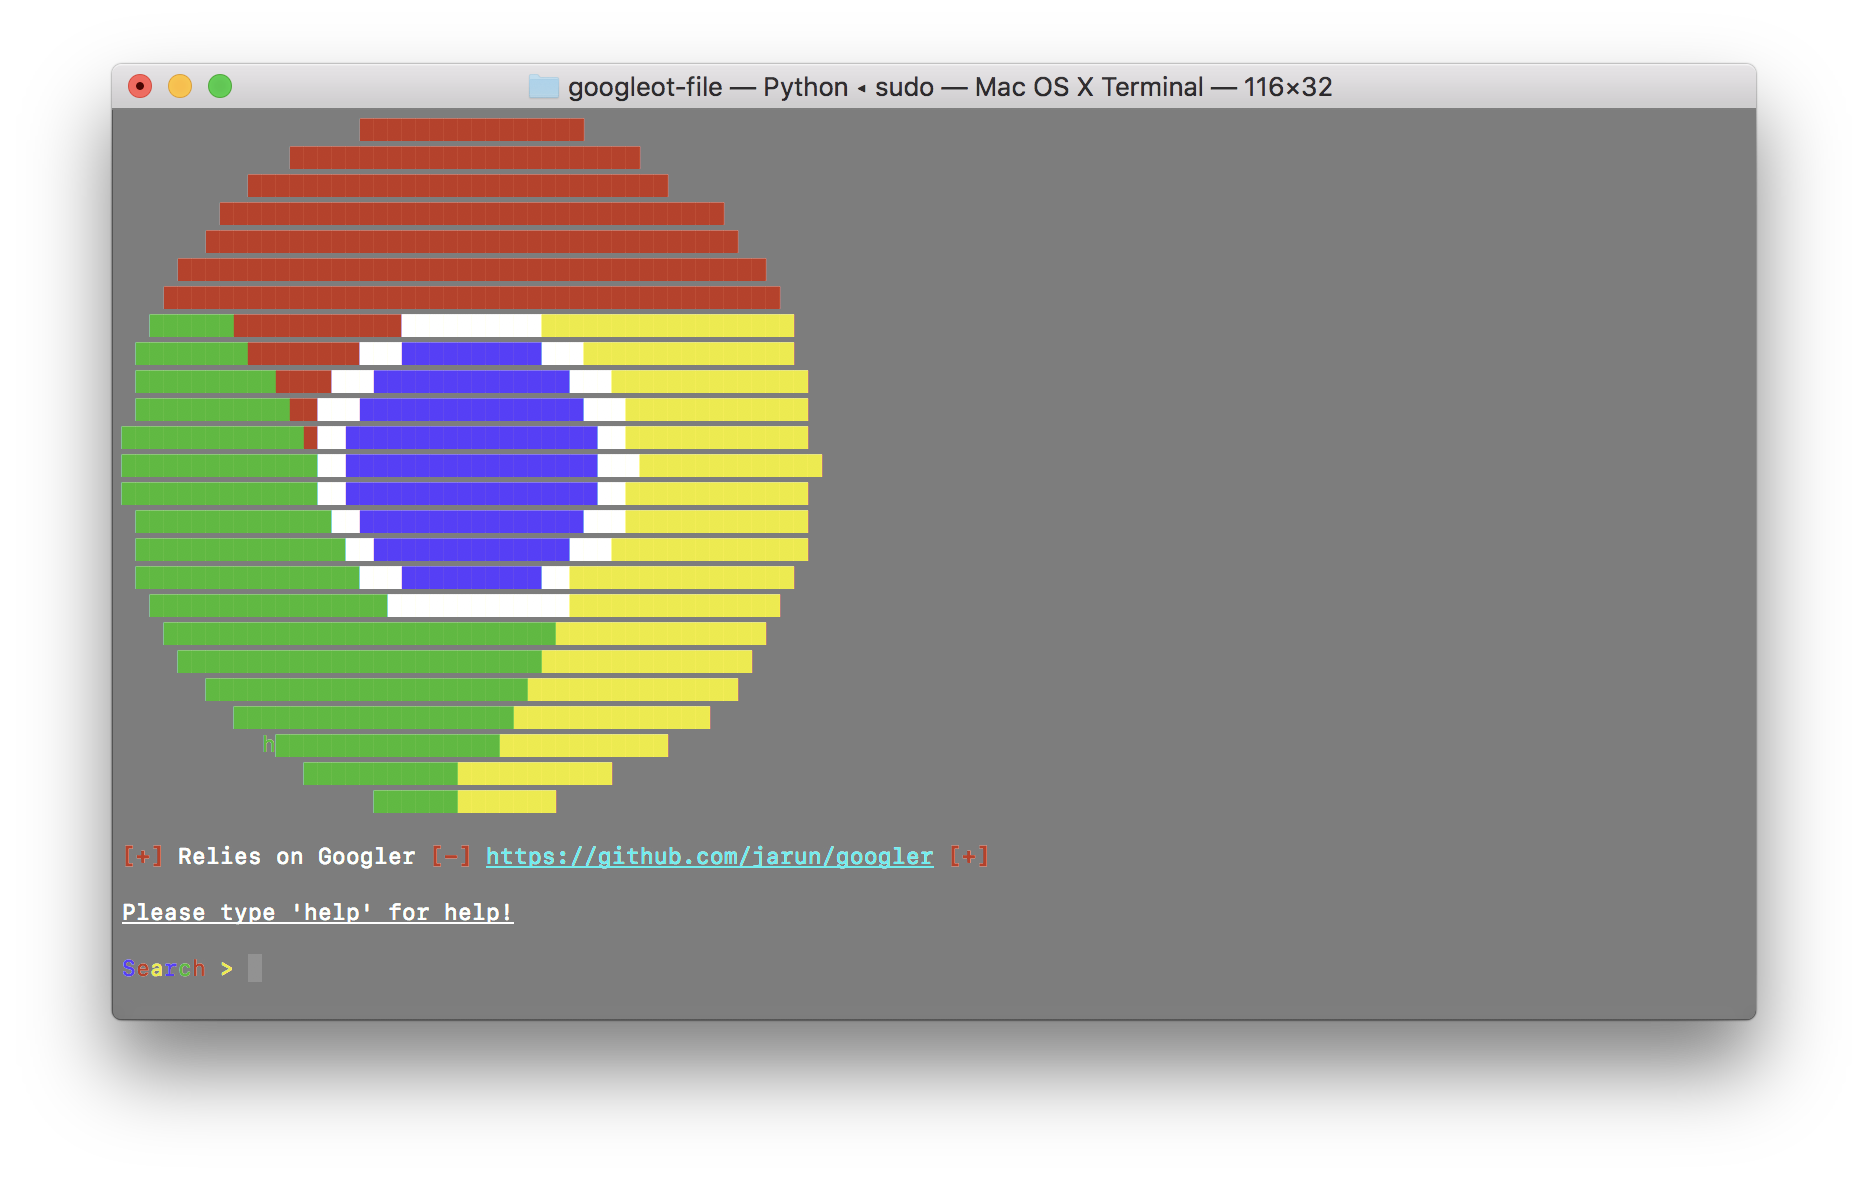 googleot-file — Python ◂ sudo — Mac OS X Terminal — 116×32
h
[+] Relies on Googler [-] https://github.com/jarun/googler [+]
Please type 'help' for help!
Search >